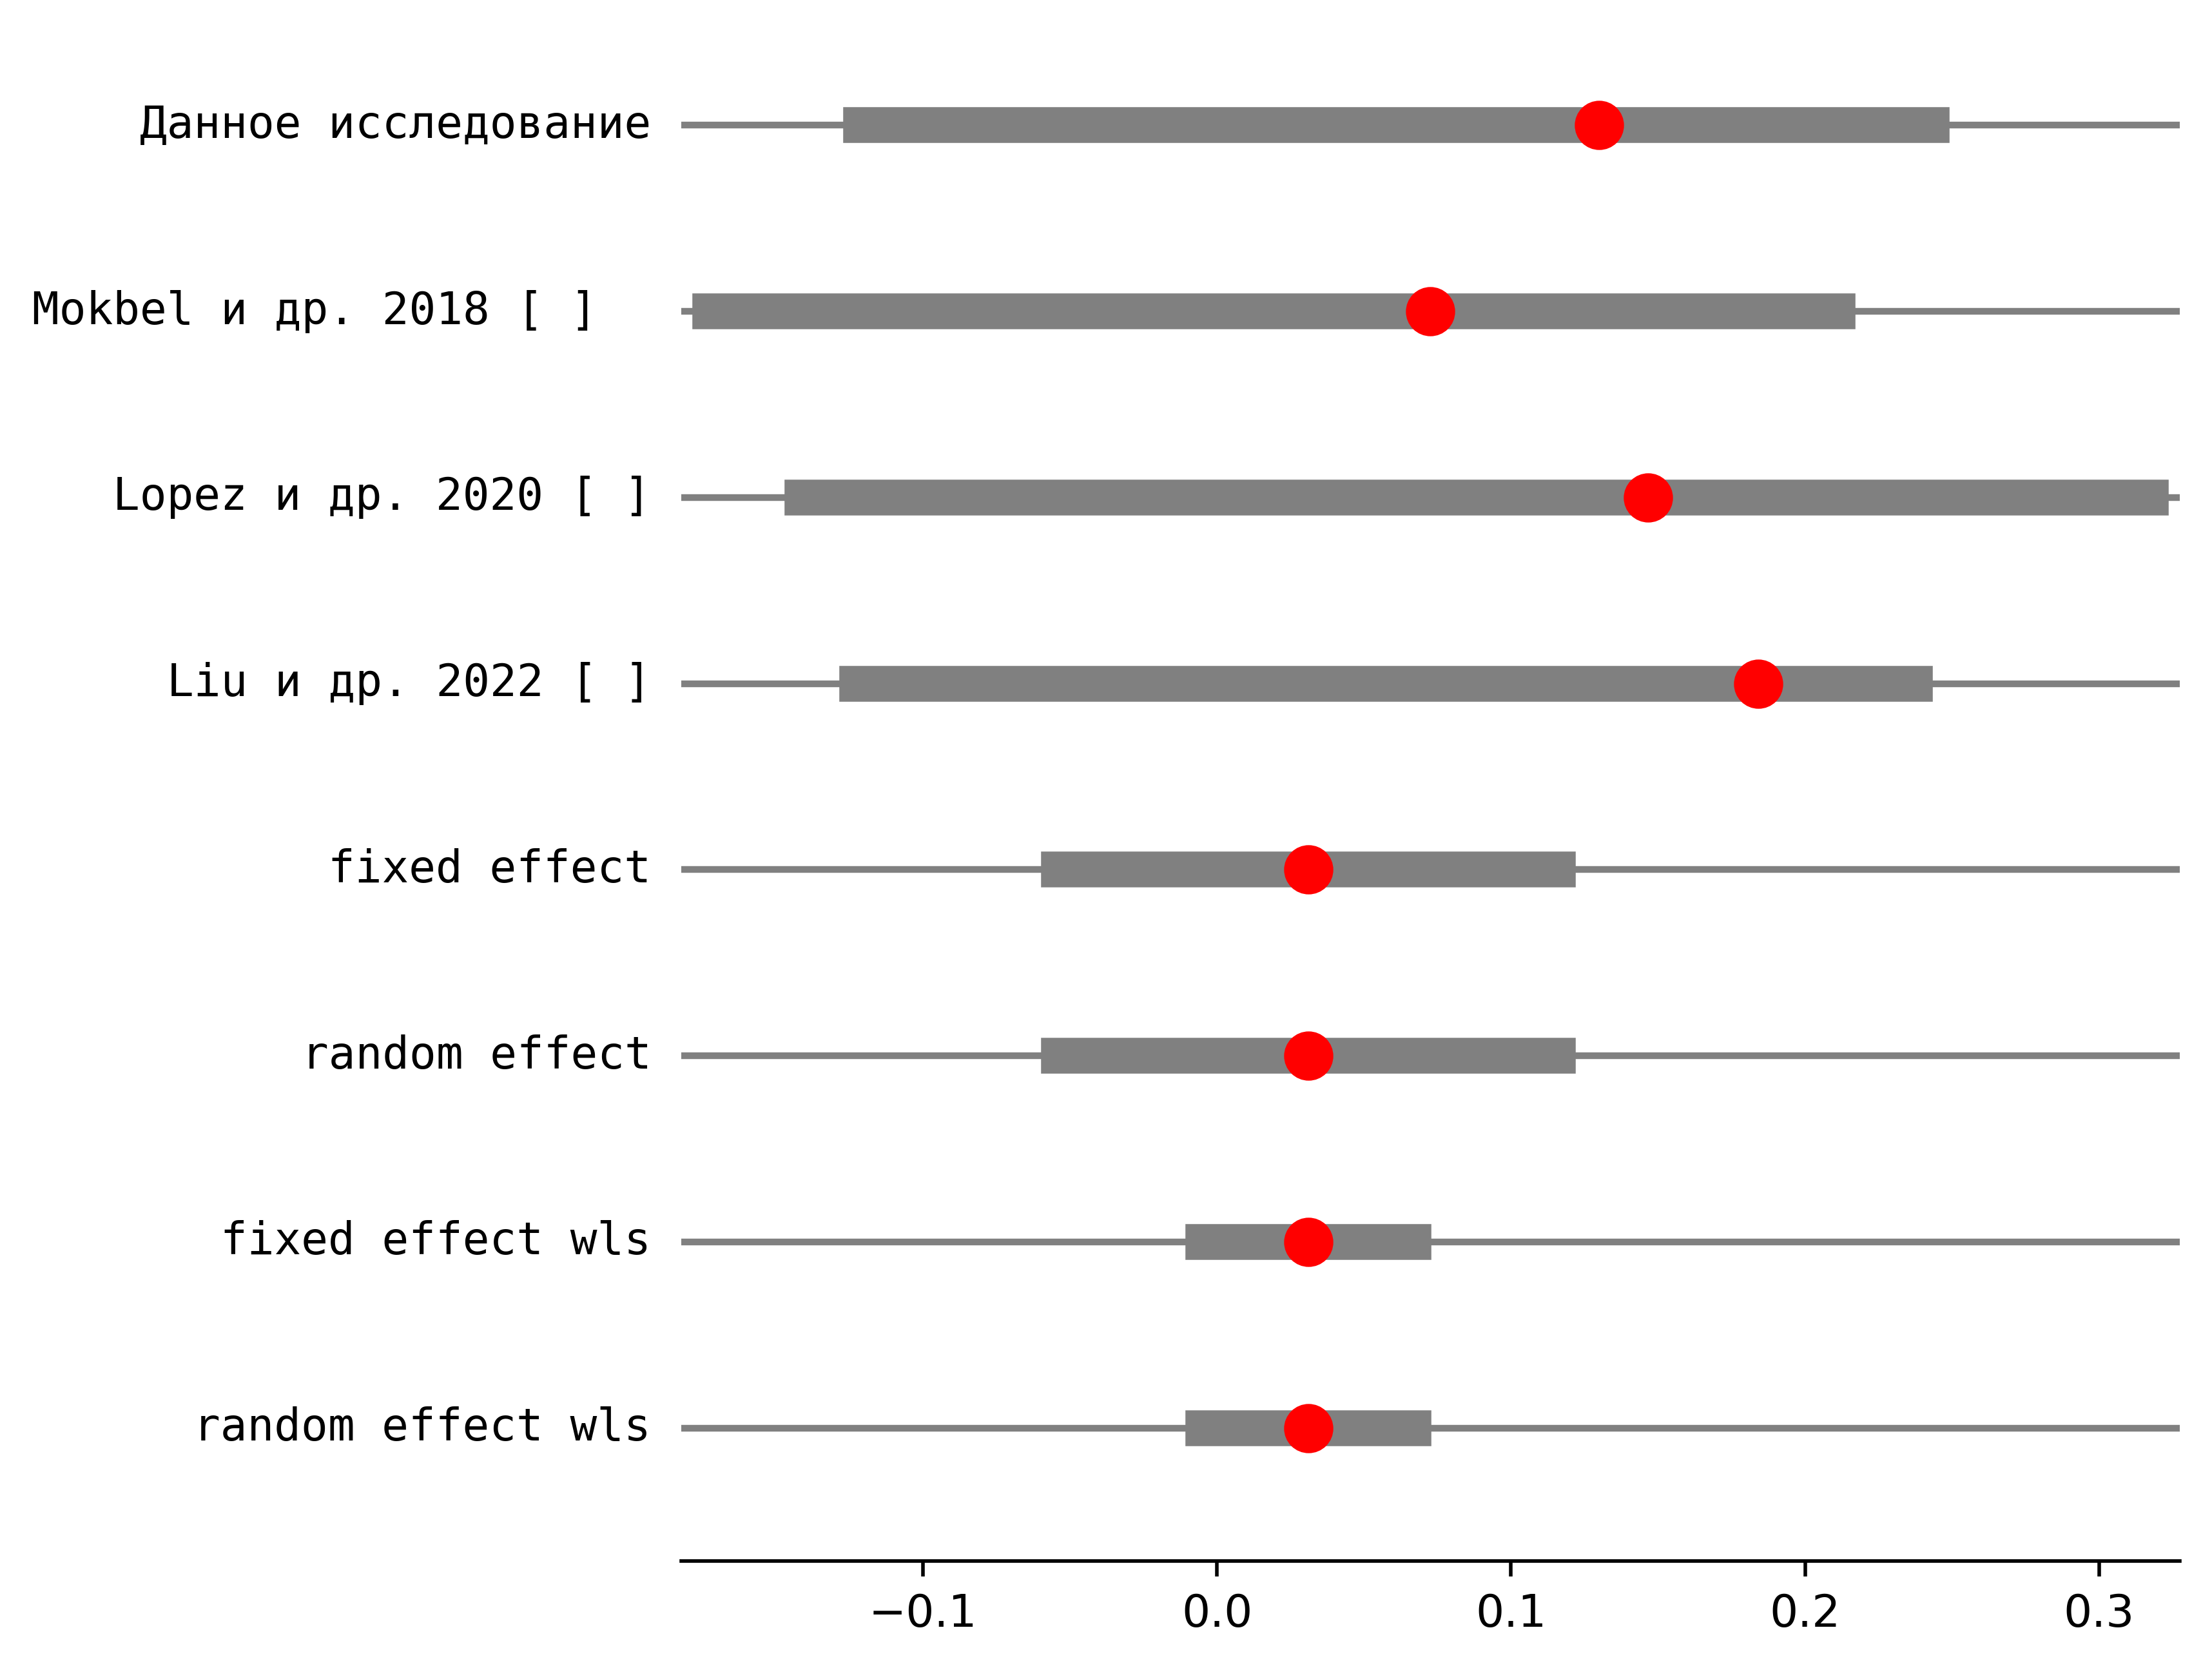 Данное исследование
Mokbel и др. 2018 [ ]
Lopez и др. 2020 [ ]
Liu и др. 2022 [ ]
fixed effect
random effect
fixed effect wls
random effect wls
−0.1 0.0 0.1 0.2 0.3